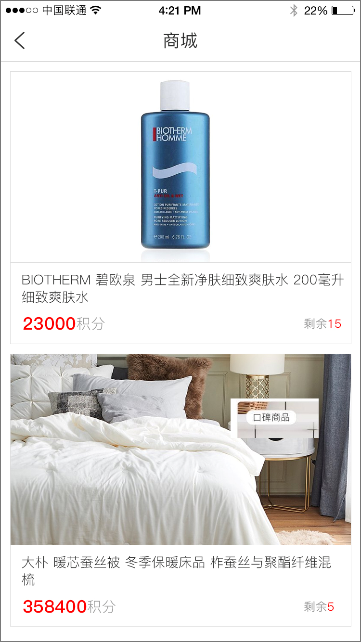 中国联通 4:21 PM 22%
商城
BIOTHERM
HOMME
T-PUR
BIOTHERM 碧欧泉 男士全新净肤细致爽肤水 200毫升
细致爽肤水
23000积分 剩余15
口碑商品
大朴 暖芯蚕丝被 冬季保暖床品 柞蚕丝与聚酯纤维混
梳
358400积分 剩余5